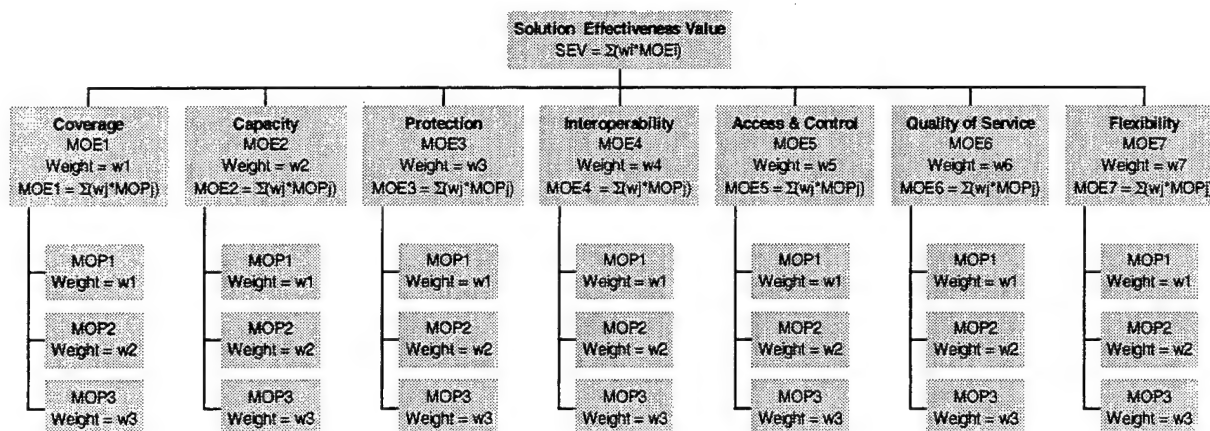 Solution Effectiveness Value
SEV = Σ(wi*MOEi)
Coverage
MOE1
Weight = w1
MOE1 = Σ(wj*MOPj)
MOP1
Weight = w1
MOP2
Weight = w2
MOP3
Weight = w3
Capacity
MOE2
Weight = w2
MOE2 = Σ(wj*MOPj)
MOP1
Weight = w1
MOP2
Weight = w2
MOP3
Weight = w3
Protection
MOE3
Weight = w3
MOE3 = Σ(wj*MOPj)
MOP1
Weight = w1
MOP2
Weight = w2
MOP3
Weight = w3
Interoperability
MOE4
Weight = w4
MOE4 = Σ(wj*MOPj)
MOP1
Weight = w1
MOP2
Weight = w2
MOP3
Weight = w3
Access & Control
MOE5
Weight = w5
MOE5 = Σ(wj*MOPj)
MOP1
Weight = w1
MOP2
Weight = w2
MOP3
Weight = w3
Quality of Service
MOE6
Weight = w6
MOE6 = Σ(wj*MOPj)
MOP1
Weight = w1
MOP2
Weight = w2
MOP3
Weight = w3
Flexibility
MOE7
Weight = w7
MOE7 = Σ(wj*MOPj)
MOP1
Weight = w1
MOP2
Weight = w2
MOP3
Weight = w3